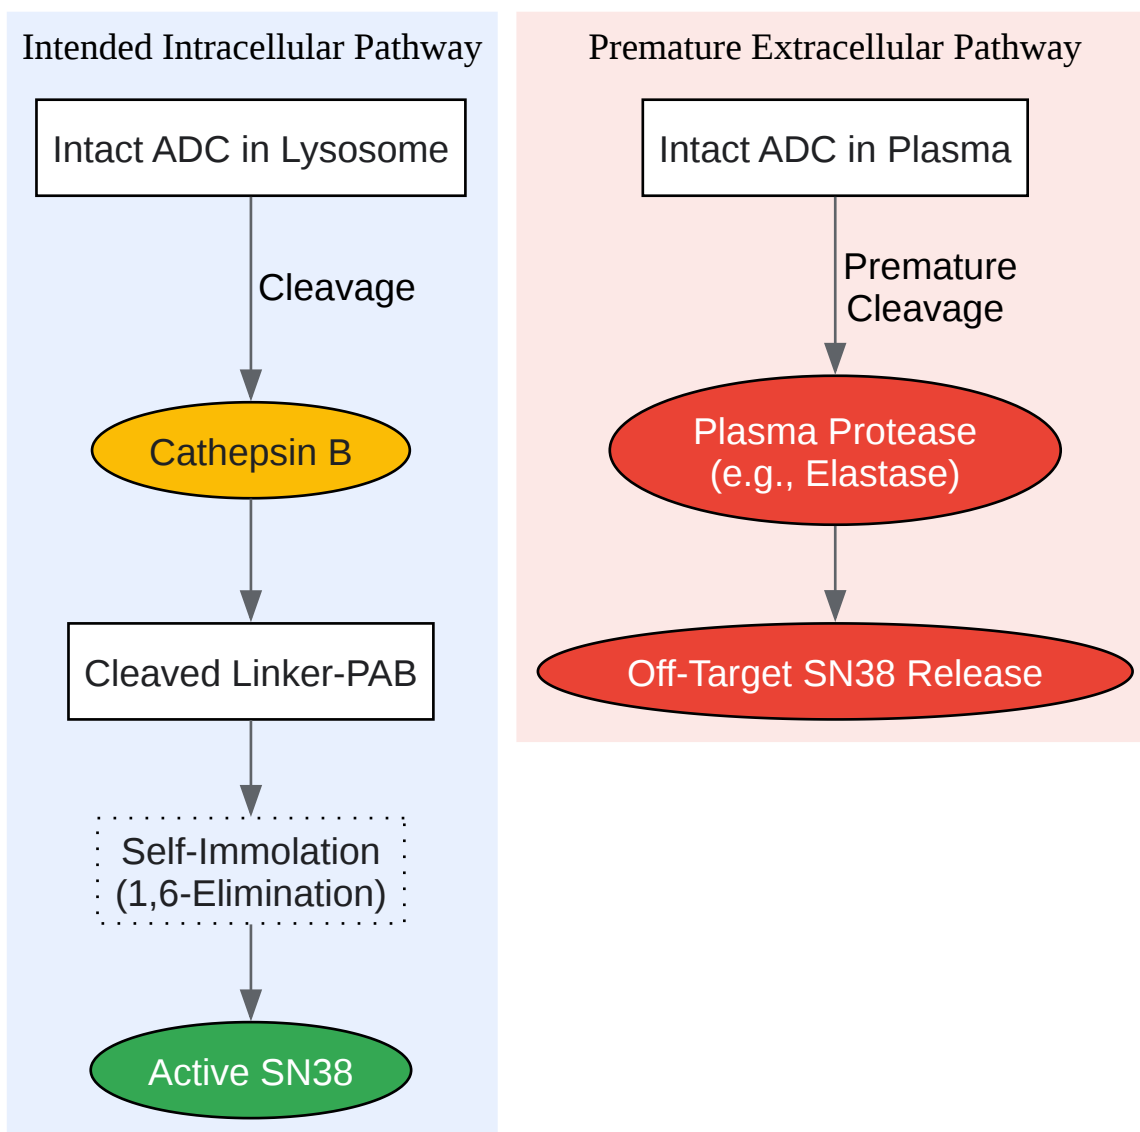 Intended Intracellular Pathway
Intact ADC in Lysosome
Cleavage
Cathepsin B
Cleaved Linker-PAB
Self-Immolation
(1,6-Elimination)
Active SN38
Premature Extracellular Pathway
Intact ADC in Plasma
Premature
Cleavage
Plasma Protease
(e.g., Elastase)
Off-Target SN38 Release